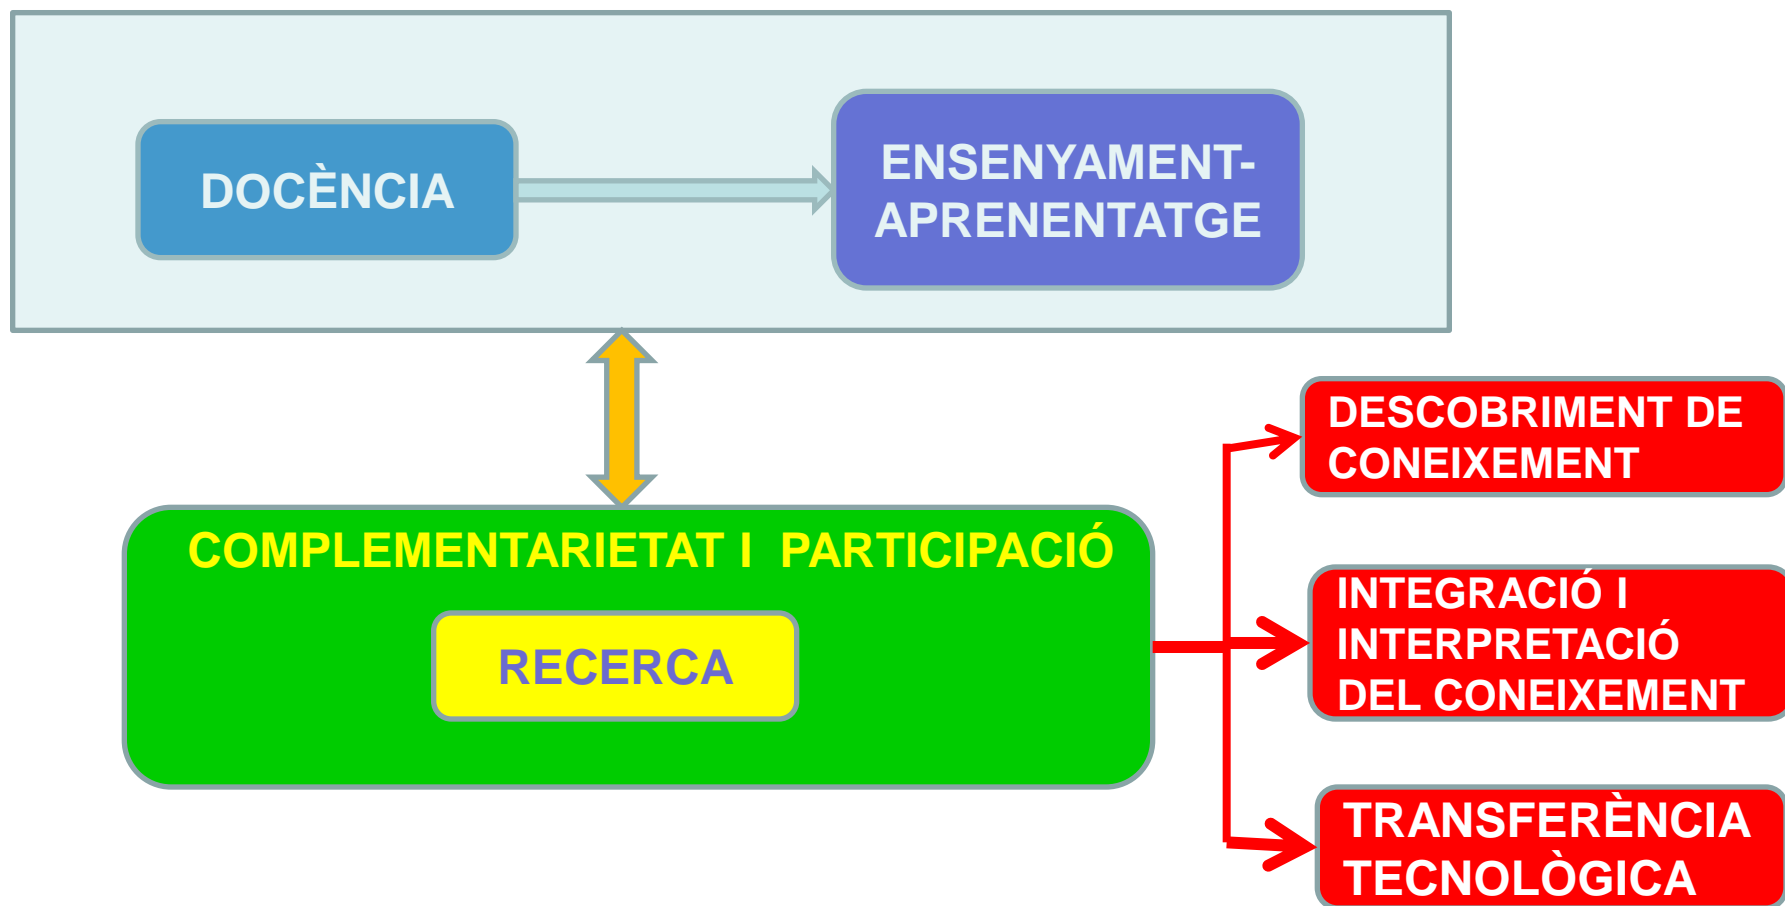 DOCÈNCIA
ENSENYAMENT-
APRENENTATGE
COMPLEMENTARIETAT I  PARTICIPACIÓ
RECERCA
DESCOBRIMENT DE
CONEIXEMENT
INTEGRACIÓ I
INTERPRETACIÓ
DEL CONEIXEMENT
TRANSFERÈNCIA
TECNOLÒGICA